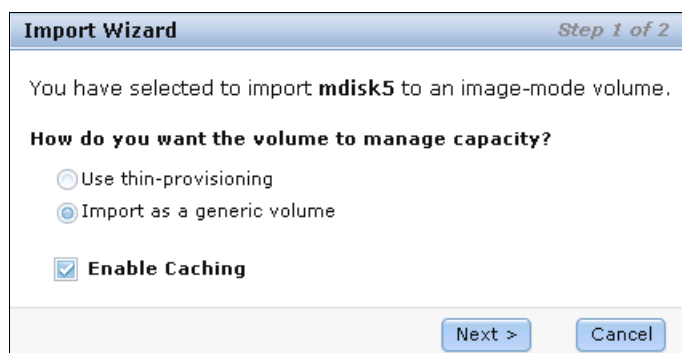 Import Wizard Step 1 of 2
You have selected to import mdisk5 to an image-mode volume.
How do you want the volume to manage capacity?
Use thin-provisioning
Import as a generic volume
Enable Caching
Next > Cancel